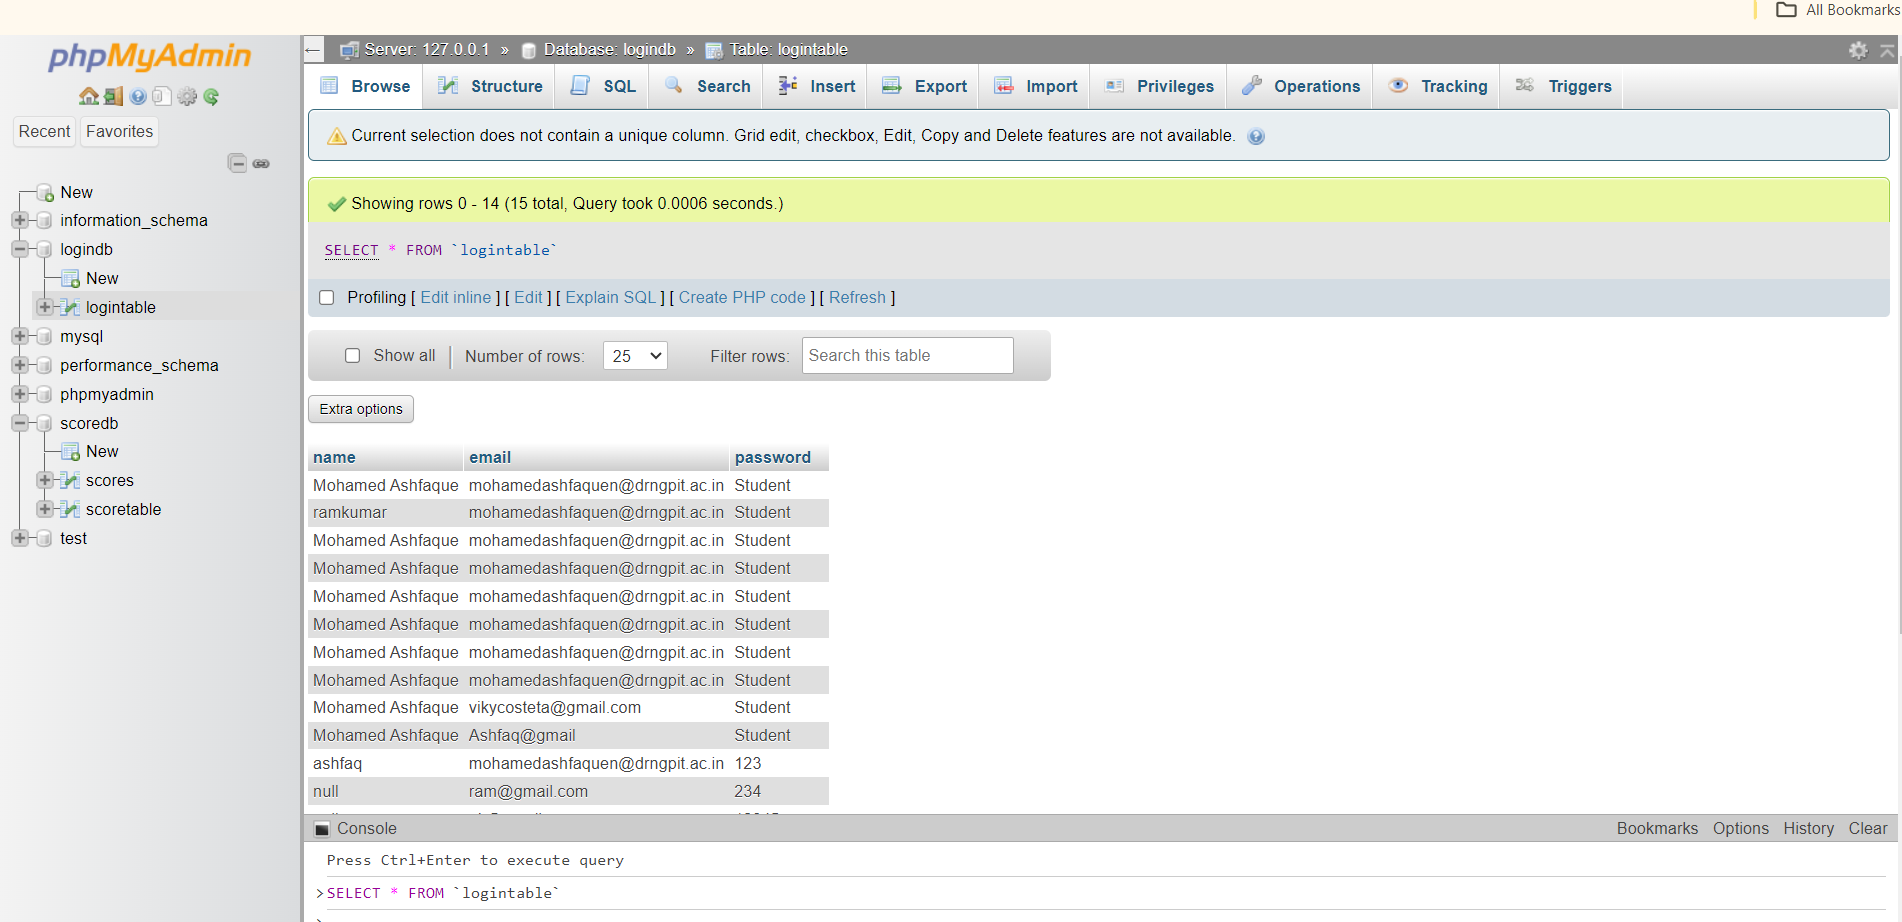 All Bookmarks
phpMyAdmin
Recent Favorites
New
information_schema
logindb
New
logintable
mysql
performance_schema
phpmyadmin
scoredb
New
scores
scoretable
test
← Server: 127.0.0.1 » Database: logindb » Table: logintable
Browse Structure SQL Search Insert Export Import Privileges Operations Tracking Triggers
Current selection does not contain a unique column. Grid edit, checkbox, Edit, Copy and Delete features are not available.
Showing rows 0 - 14 (15 total, Query took 0.0006 seconds.)
SELECT * FROM `logintable`
Profiling [ Edit inline ] [ Edit ] [ Explain SQL ] [ Create PHP code ] [ Refresh ]
Show all Number of rows: 25 Filter rows: Search this table
Extra options
name email password
Mohamed Ashfaque mohamedashfaquen@drngpit.ac.in Student
ramkumar mohamedashfaquen@drngpit.ac.in Student
Mohamed Ashfaque mohamedashfaquen@drngpit.ac.in Student
Mohamed Ashfaque mohamedashfaquen@drngpit.ac.in Student
Mohamed Ashfaque mohamedashfaquen@drngpit.ac.in Student
Mohamed Ashfaque mohamedashfaquen@drngpit.ac.in Student
Mohamed Ashfaque mohamedashfaquen@drngpit.ac.in Student
Mohamed Ashfaque mohamedashfaquen@drngpit.ac.in Student
Mohamed Ashfaque vikycosteta@gmail.com Student
Mohamed Ashfaque Ashfaq@gmail Student
ashfaq mohamedashfaquen@drngpit.ac.in 123
null ram@gmail.com 234
Console Bookmarks Options History Clear
Press Ctrl+Enter to execute query
>SELECT * FROM `logintable`